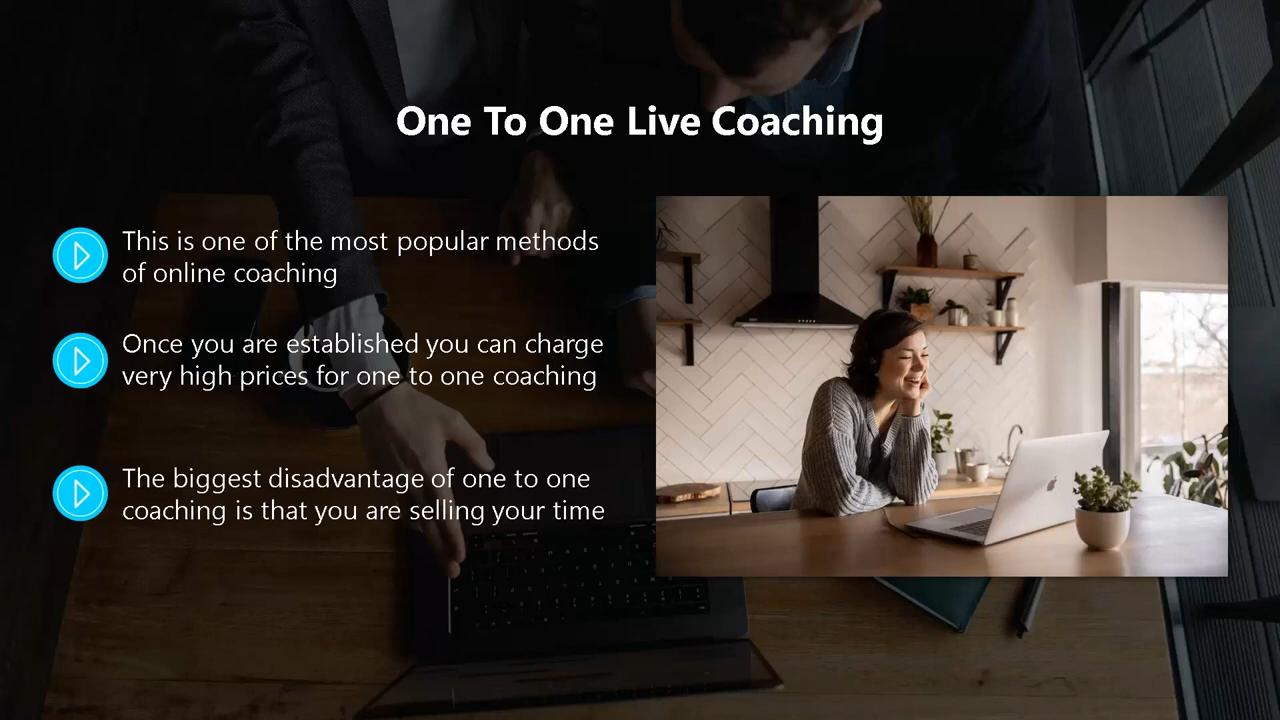 One To One Live Coaching
This is one of the most popular methods
of online coaching
Once you are established you can charge
very high prices for one to one coaching
The biggest disadvantage of one to one
coaching is that you are selling your time